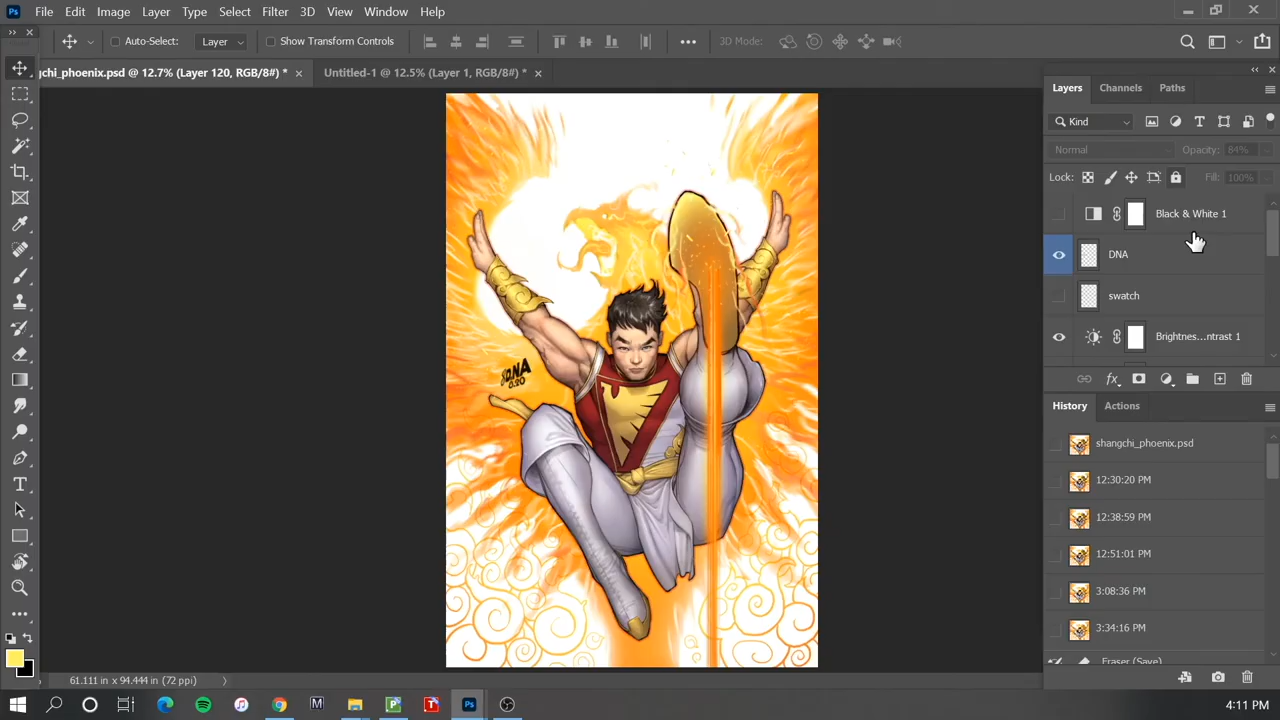 Ps File Edit Image Layer Type Select Filter 3D View Window Help
Auto-Select: Layer Show Transform Controls 3D Mode:
chi_phoenix.psd @ 12.7% (Layer 120, RGB/8#) * Untitled-1 @ 12.5% (Layer 1, RGB/8#) *
Layers Channels Paths
Kind
Normal Opacity: 84%
Lock: Fill: 100%
Black & White 1
DNA
swatch
Brightnes...ntrast 1
fx
History Actions
shangchi_phoenix.psd
12:30:20 PM
12:38:59 PM
12:51:01 PM
3:08:36 PM
3:34:16 PM
Eraser (Save)
61.111 in x 94.444 in (72 ppi)
4:11 PM